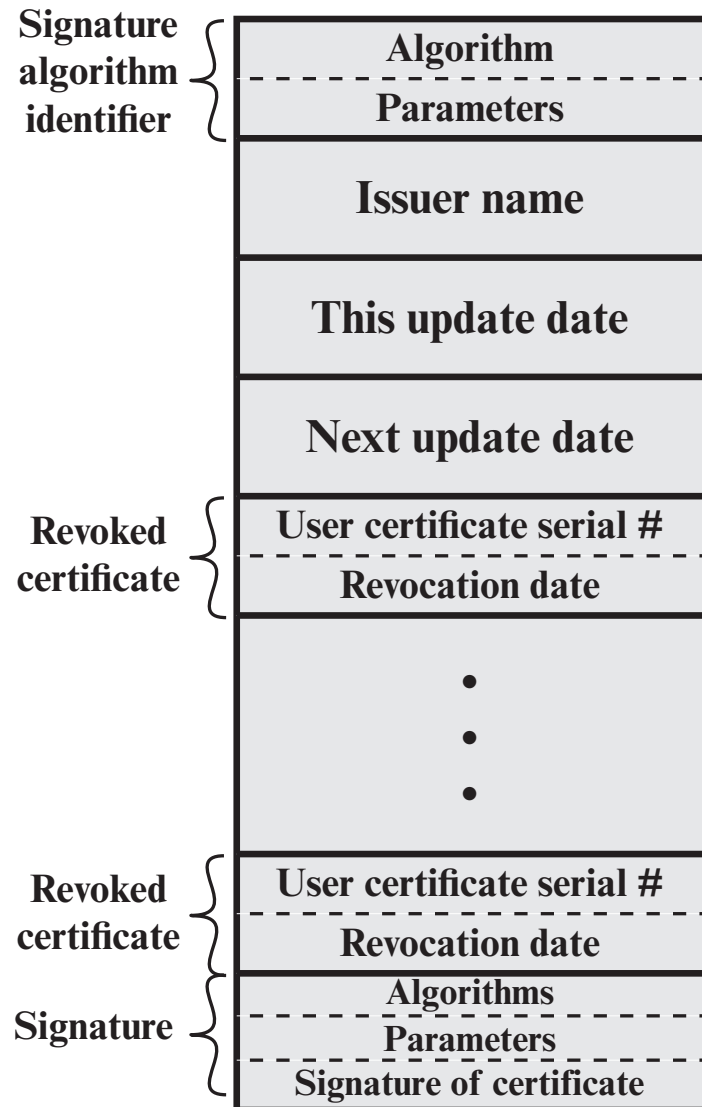 Signature
algorithm
identifier
Algorithm
Parameters
Issuer name
This update date
Next update date
Revoked
certificate
User certificate serial #
Revocation date
Revoked
certificate
User certificate serial #
Revocation date
Signature
Algorithms
Parameters
Signature of certificate